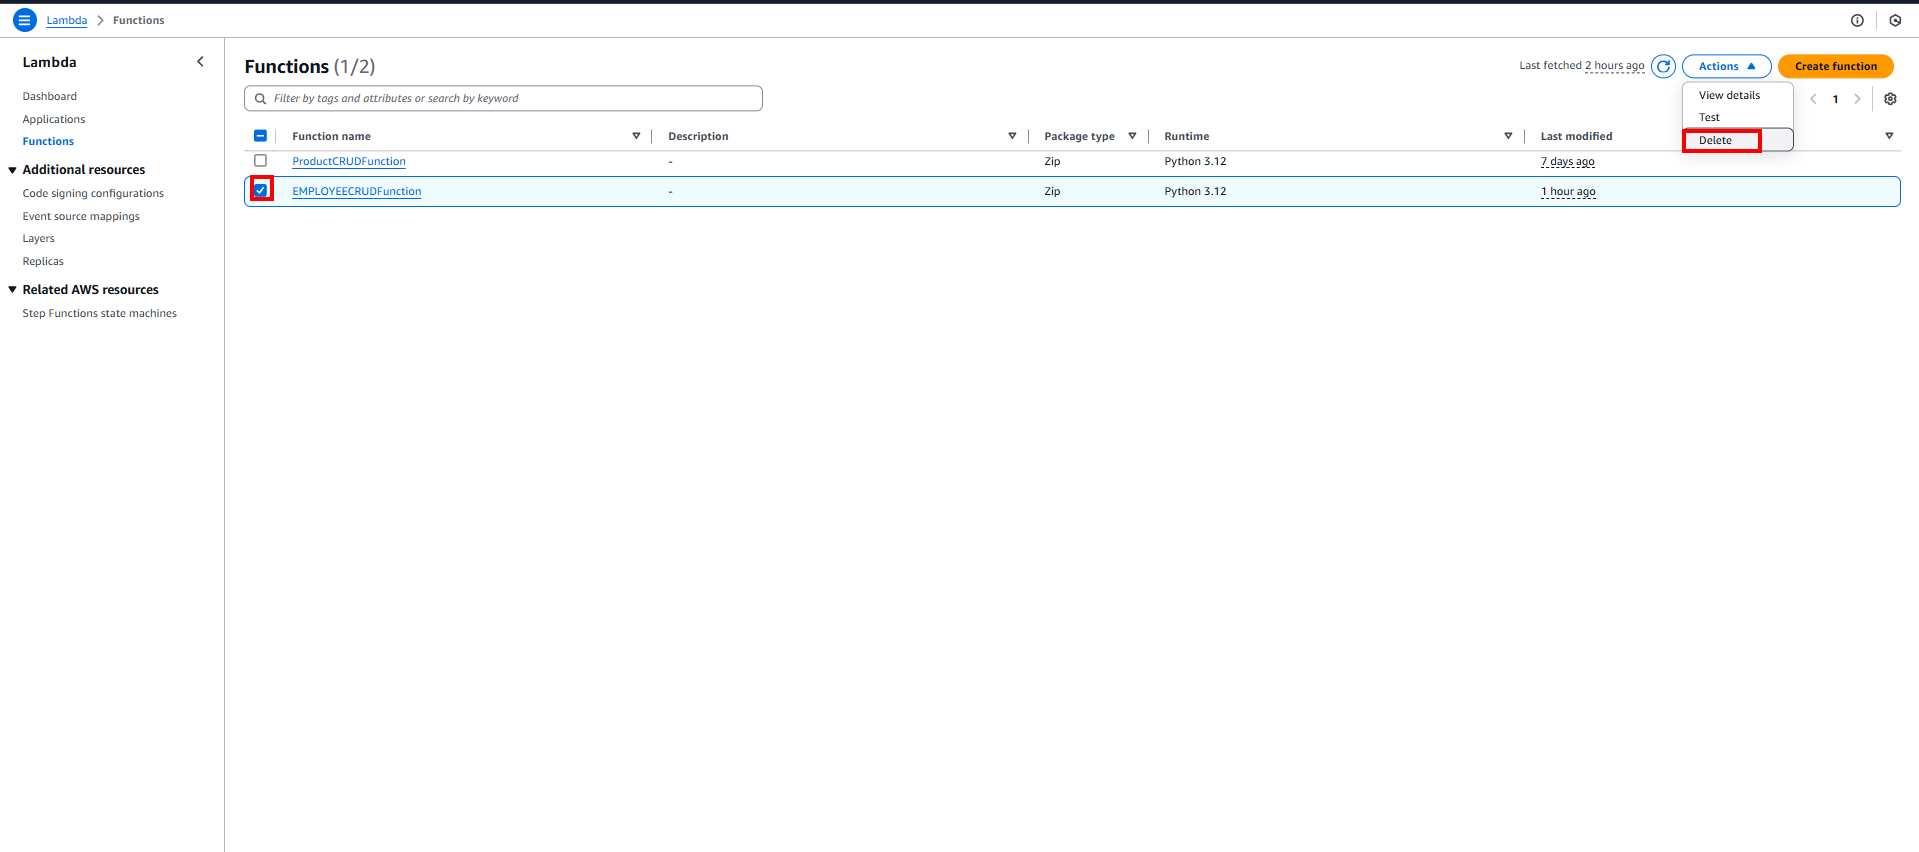 Lambda > Functions
Lambda
Dashboard
Applications
Functions
Additional resources
Code signing configurations
Event source mappings
Layers
Replicas
Related AWS resources
Step Functions state machines
Functions (1/2)
Last fetched 2 hours ago
Actions
Create function
Filter by tags and attributes or search by keyword
View details
Test
Delete
1
Function name Description Package type Runtime Last modified
ProductCRUDFunction - Zip Python 3.12 7 days ago
EMPLOYEECRUDFunction - Zip Python 3.12 1 hour ago